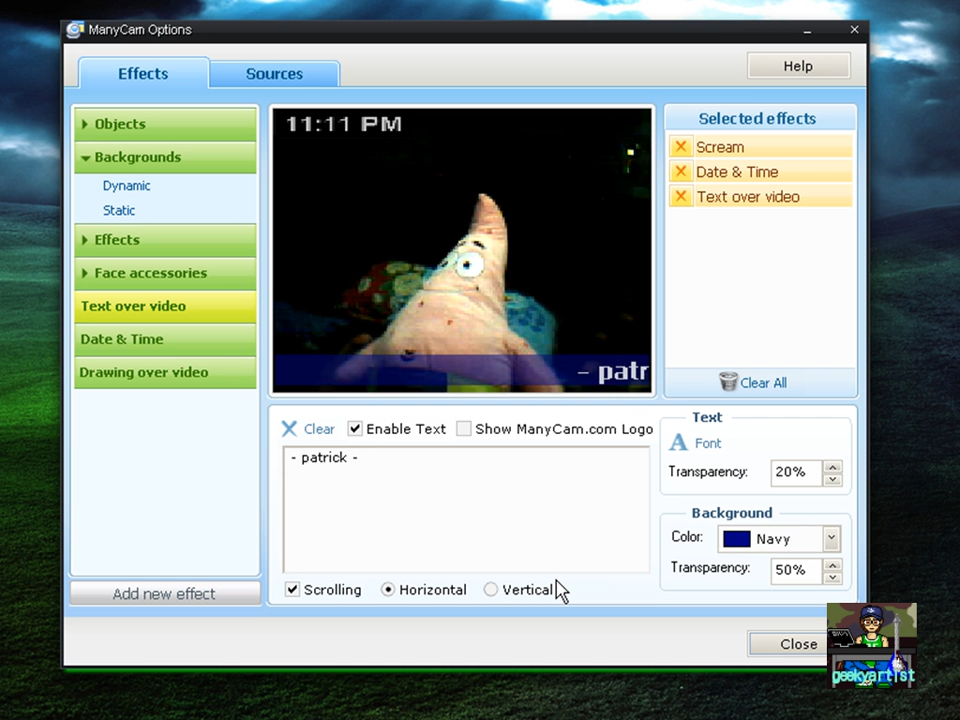 ManyCam Options
Effects
Sources
Help
Objects
Backgrounds
Dynamic
Static
Effects
Face accessories
Text over video
Date & Time
Drawing over video
Add new effect
11:11 PM
- patr
Selected effects
Scream
Date & Time
Text over video
Clear All
Clear
Enable Text
Show ManyCam.com Logo
- patrick -
Scrolling
Horizontal
Vertical
Text
A Font
Transparency: 20%
Background
Color: Navy
Transparency: 50%
Close
geekyartist